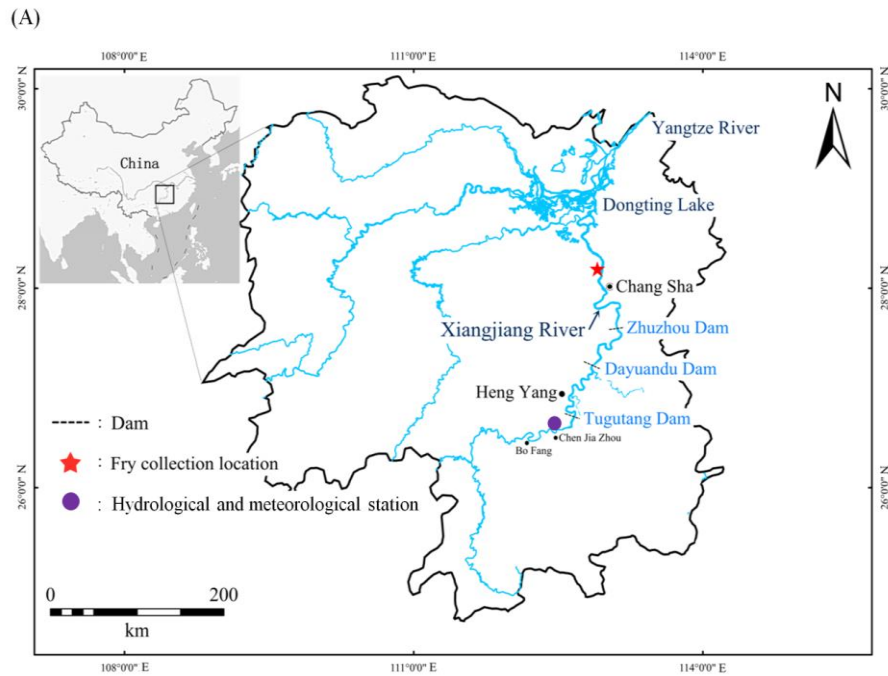 (A)
108°0'0" E
111°0'0" E
114°0'0" E
30°0'0" N
30°0'0" N
N
China
Yangtze River
Dongting Lake
28°0'0" N
28°0'0" N
Chang Sha
Xiangjiang River
Zhuzhou Dam
Dayuandu Dam
Heng Yang
Tugutang Dam
Chen Jia Zhou
Bo Fang
: Dam
: Fry collection location
: Hydrological and meteorological station
26°0'0" N
26°0'0" N
0
200
km
108°0'0" E
111°0'0" E
114°0'0" E